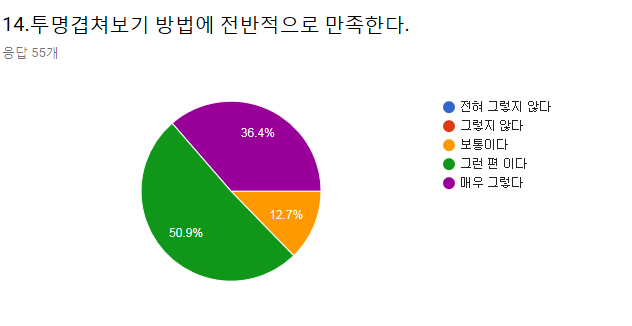 14.투명겹쳐보기 방법에 전반적으로 만족한다.
응답 55개
36.4%
50.9%
12.7%
전혀 그렇지 않다
그렇지 않다
보통이다
그런 편 이다
매우 그렇다